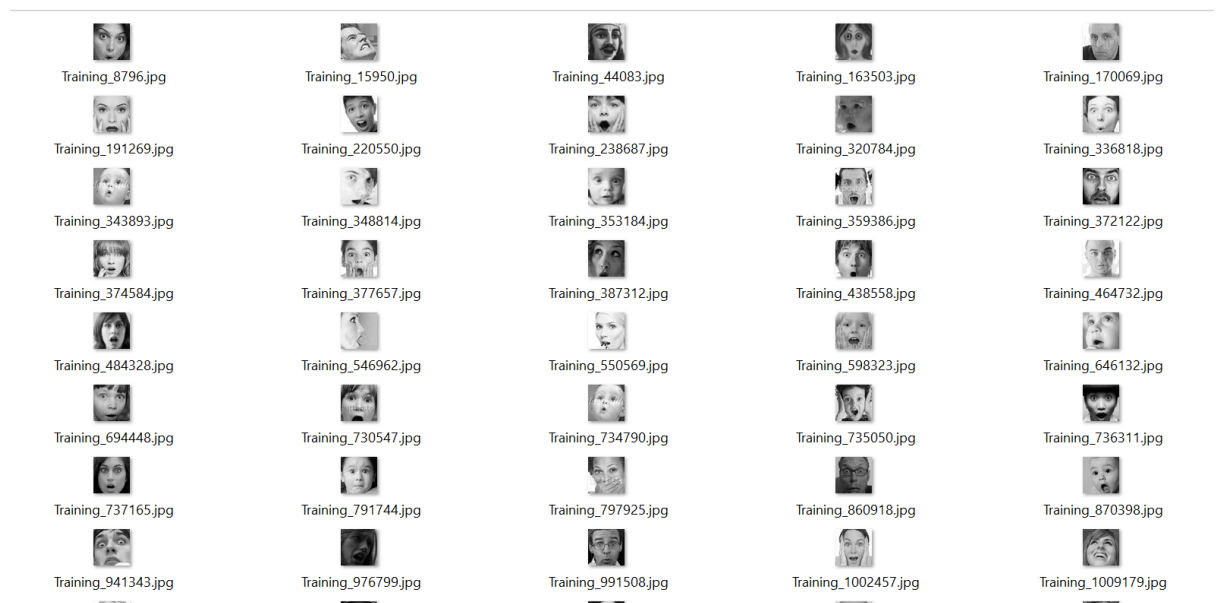 Training_8796.jpg
Training_15950.jpg
Training_44083.jpg
Training_163503.jpg
Training_170069.jpg
Training_191269.jpg
Training_220550.jpg
Training_238687.jpg
Training_320784.jpg
Training_336818.jpg
Training_343893.jpg
Training_348814.jpg
Training_353184.jpg
Training_359386.jpg
Training_372122.jpg
Training_374584.jpg
Training_377657.jpg
Training_387312.jpg
Training_438558.jpg
Training_464732.jpg
Training_484328.jpg
Training_546962.jpg
Training_550569.jpg
Training_598323.jpg
Training_646132.jpg
Training_694448.jpg
Training_730547.jpg
Training_734790.jpg
Training_735050.jpg
Training_736311.jpg
Training_737165.jpg
Training_791744.jpg
Training_797925.jpg
Training_860918.jpg
Training_870398.jpg
Training_941343.jpg
Training_976799.jpg
Training_991508.jpg
Training_1002457.jpg
Training_1009179.jpg